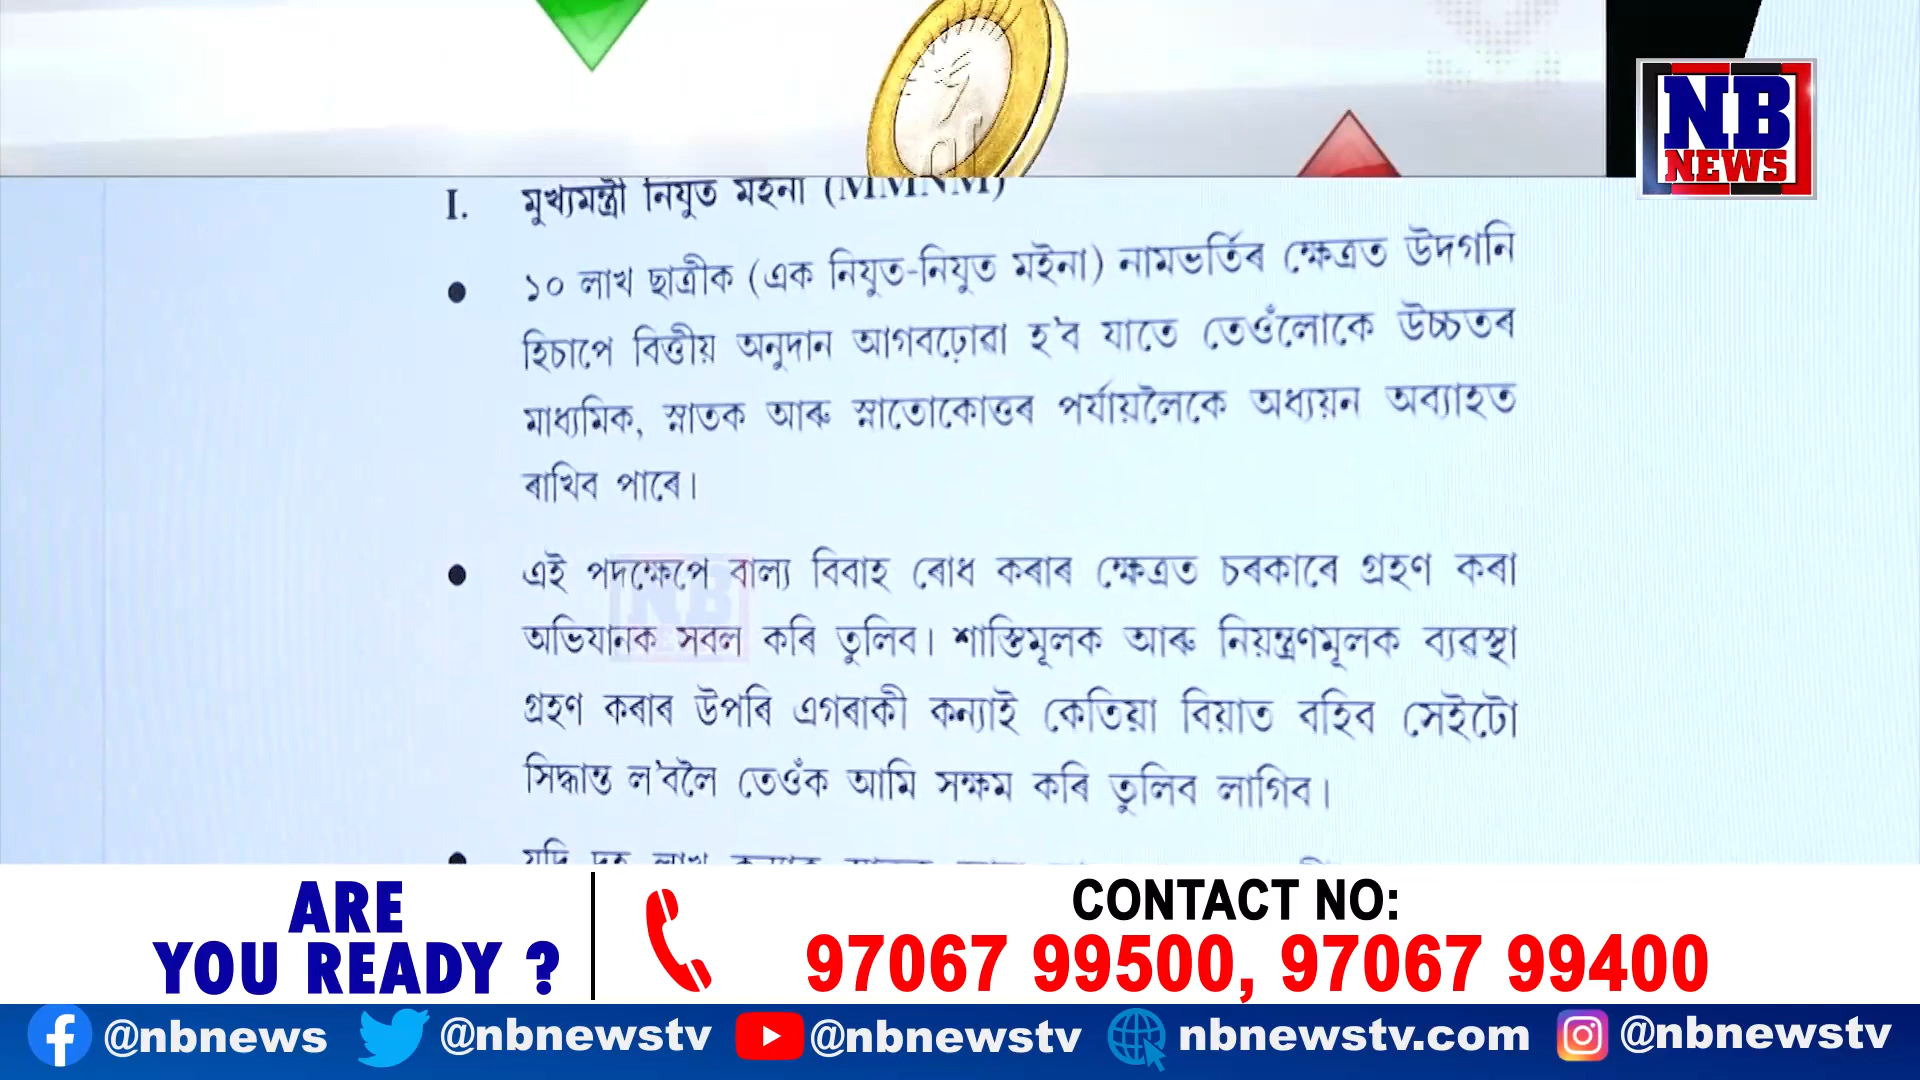 NB
NEWS
I. মুখ্যমন্ত্ৰী নিযুত মইনা (MMNM)
● ১০ লাখ ছাত্ৰীক (এক নিযুত-নিযুত মইনা) নামভৰ্তিৰ ক্ষেত্ৰত উদগনি
হিচাপে বিত্তীয় অনুদান আগবঢ়োৱা হ'ব যাতে তেওঁলোকে উচ্চতৰ
মাধ্যমিক, স্নাতক আৰু স্নাতোকোত্তৰ পৰ্যায়লৈকে অধ্যয়ন অব্যাহত
ৰাখিব পাৰে।
● এই পদক্ষেপে বাল্য বিবাহ ৰোধ কৰাৰ ক্ষেত্ৰত চৰকাৰে গ্ৰহণ কৰা
অভিযানক সবল কৰি তুলিব। শাস্তিমূলক আৰু নিয়ন্ত্ৰণমূলক ব্যৱস্থা
গ্ৰহণ কৰাৰ উপৰি এগৰাকী কন্যাই কেতিয়া বিয়াত বহিব সেইটো
সিদ্ধান্ত ল'বলৈ তেওঁক আমি সক্ষম কৰি তুলিব লাগিব।
ARE
YOU READY ?
CONTACT NO:
97067 99500, 97067 99400
@nbnews @nbnewstv @nbnewstv nbnewstv.com @nbnewstv